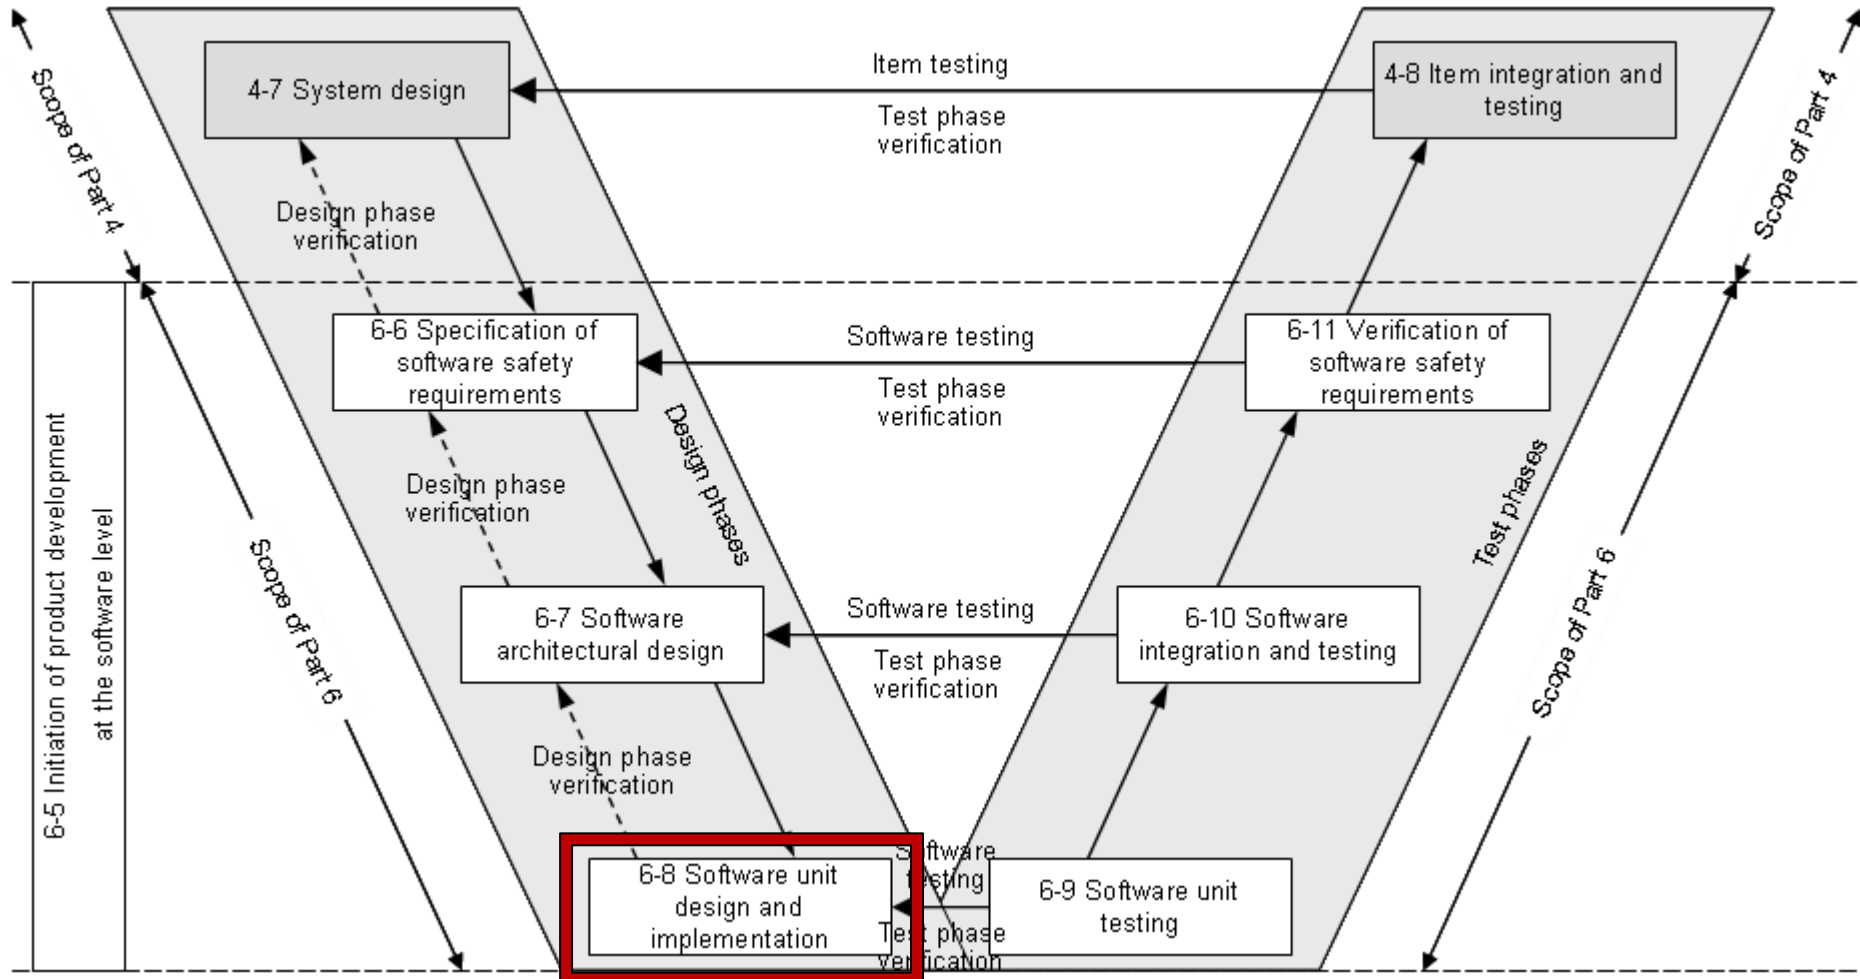 4-7 System design
Item testing
Test phase
verification
4-8 Item integration and
testing
Scope of Part 4
Scope of Part 4
Design phase
verification
6-6 Specification of
software safety
requirements
Software testing
Test phase
verification
6-11 Verification of
software safety
requirements
Design phases
Test phases
Design phase
verification
6-5 Initiation of product development
at the software level
Scope of Part 6
Scope of Part 6
6-7 Software
architectural design
Software testing
Test phase
verification
6-10 Software
integration and testing
Design phase
verification
6-8 Software unit
design and
implementation
Software
testing
Test phase
verification
6-9 Software unit
testing